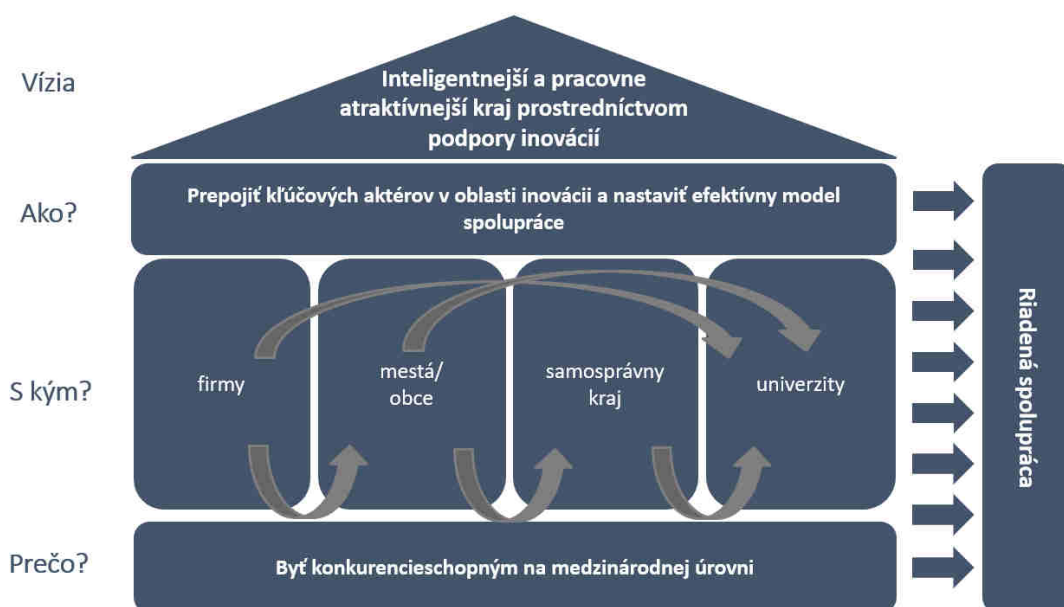 Vízia
Inteligentnejší a pracovne
atraktívnejší kraj prostredníctvom
podpory inovácií
Ako?
Prepojiť kľúčových aktérov v oblasti inovácii a nastaviť efektívny model
spolupráce
S kým?
firmy
mestá/
obce
samosprávny
kraj
univerzity
Prečo?
Byť konkurencieschopným na medzinárodnej úrovni
Riadená spolupráca